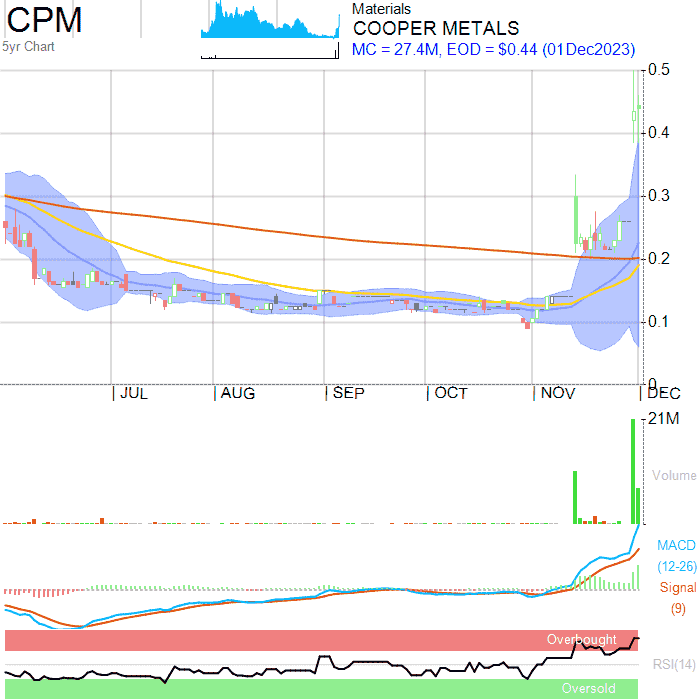 CPM
5yr Chart
Materials
COOPER METALS
MC = 27.4M, EOD = $0.44 (01Dec2023)
0.5
0.4
0.3
0.2
0.1
0
JUL AUG SEP OCT NOV DEC
21M
Volume
MACD
(12-26)
Signal
(9)
Overbought
RSI(14)
Oversold